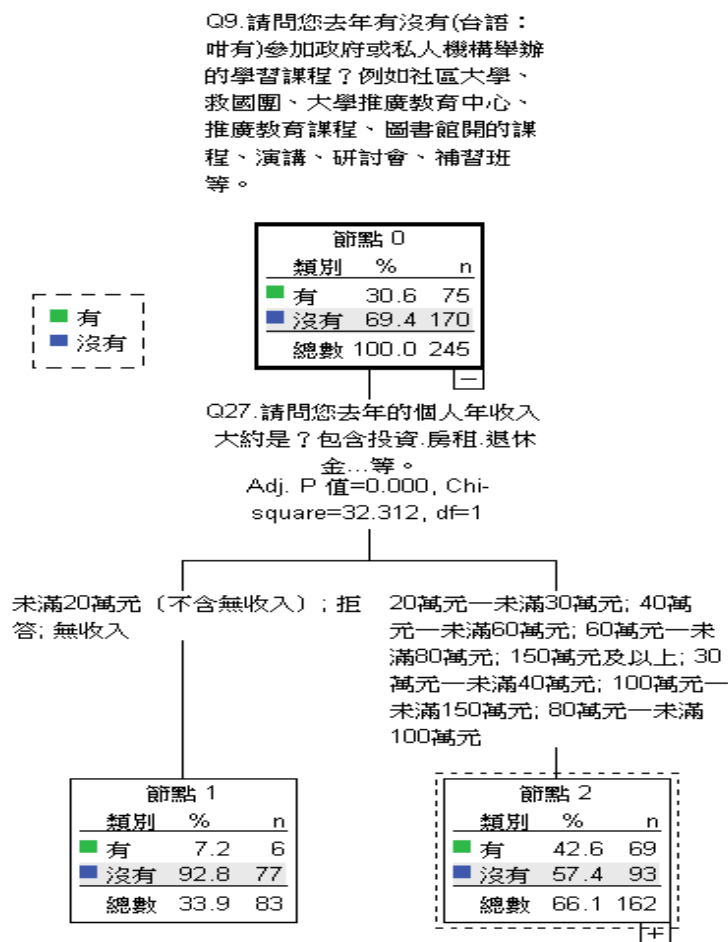 Q9.請問您去年有沒有(台語：
咁有)參加政府或私人機構舉辦
的學習課程？例如社區大學、
救國團、大學推廣教育中心、
推廣教育課程、圖書館開的課
程、演講、研討會、補習班
等。
節點 0
類別 % n
有 30.6 75
沒有 69.4 170
總數 100.0 245
有
沒有
Q27.請問您去年的個人年收入
大約是？包含投資.房租.退休
金...等。
Adj. P 值=0.000, Chi-
square=32.312, df=1
未滿20萬元（不含無收入）; 拒
答; 無收入
20萬元—未滿30萬元; 40萬
元—未滿60萬元; 60萬元—未
滿80萬元; 150萬元及以上; 30
萬元—未滿40萬元; 100萬元—
未滿150萬元; 80萬元—未滿
100萬元
節點 1
類別 % n
有 7.2 6
沒有 92.8 77
總數 33.9 83
節點 2
類別 % n
有 42.6 69
沒有 57.4 93
總數 66.1 162